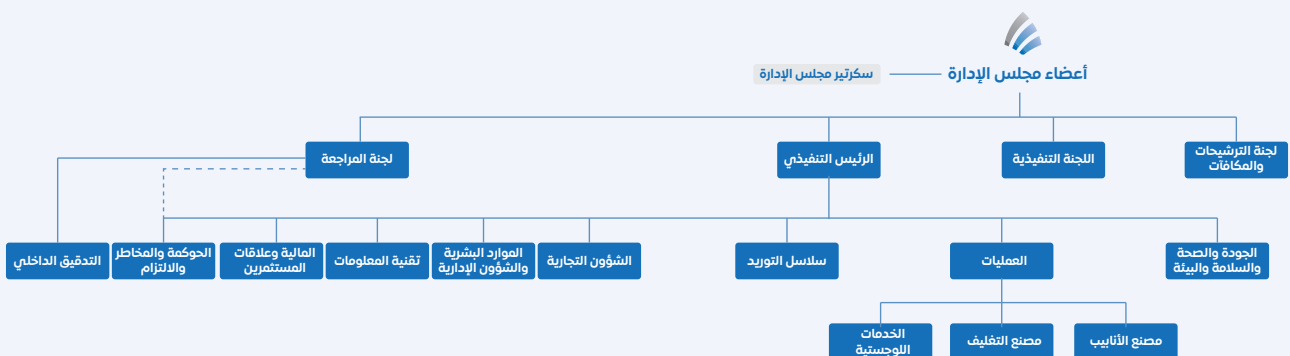 أعضاء مجلس الإدارة
سكرتير مجلس الإدارة
لجنة الترشيحات
والمكافآت
اللجنة التنفيذية
الرئيس التنفيذي
لجنة المراجعة
الجودة والصحة
والسلامة والبيئة
العمليات
سلاسل التوريد
الشؤون التجارية
الموارد البشرية
والشؤون الإدارية
تقنية المعلومات
المالية وعلاقات
المستثمرين
الحوكمة والمخاطر
والالتزام
التدقيق الداخلي
مصنع الأنابيب
مصنع التغليف
الخدمات
اللوجستية